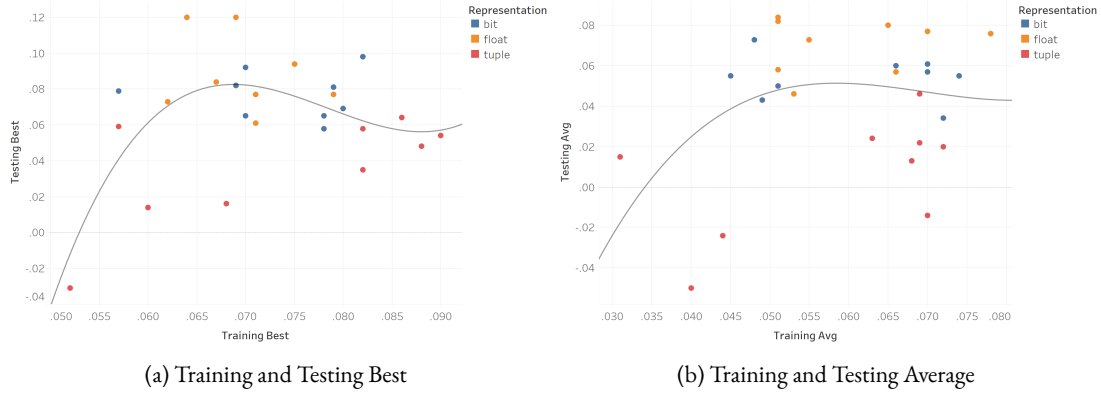 Representation
bit
float
tuple
.12
.10
.08
.06
.04
.02
.00
-.02
-.04
Testing Best
.050 .055 .060 .065 .070 .075 .080 .085 .090
Training Best
(a) Training and Testing Best
Representation
bit
float
tuple
.08
.06
.04
.02
.00
-.02
-.04
Testing Avg
.030 .035 .040 .045 .050 .055 .060 .065 .070 .075 .080
Training Avg
(b) Training and Testing Average